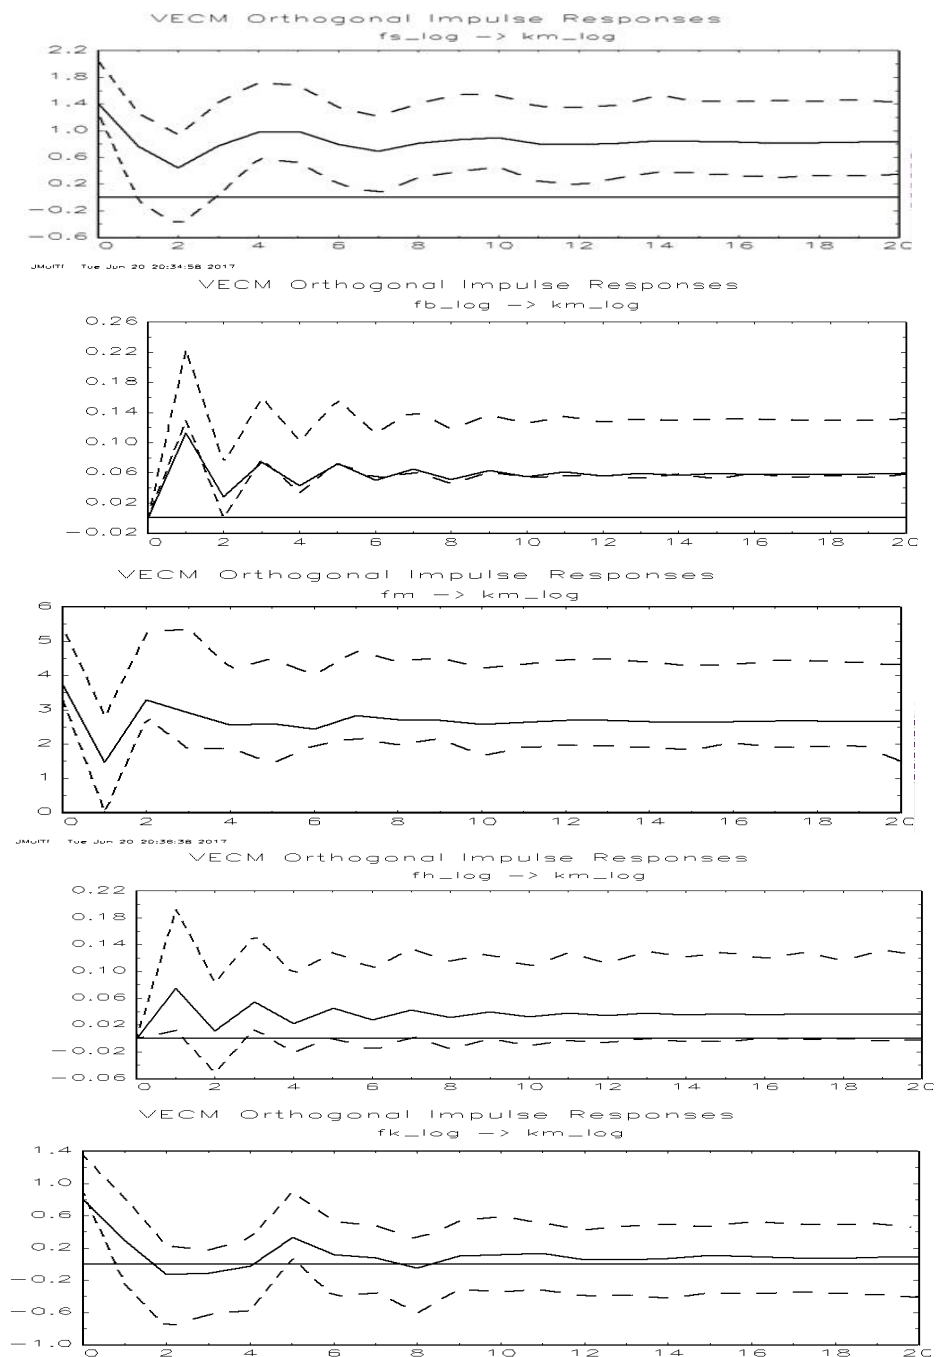 VECM Orthogonal Impulse Responses
fs_log -> km_log
2.2
1.8
1.4
1.0
0.6
0.2
-0.2
-0.6
0 2 4 6 8 10 12 14 16 18 20
JMulTi Tue Jun 20 20:34:58 2017
VECM Orthogonal Impulse Responses
fb_log -> km_log
0.26
0.22
0.18
0.14
0.10
0.06
0.02
-0.02
0 2 4 6 8 10 12 14 16 18 20
VECM Orthogonal Impulse Responses
fm -> km_log
6
5
4
3
2
1
0
0 2 4 6 8 10 12 14 16 18 20
JMulTi Tue Jun 20 20:36:38 2017
VECM Orthogonal Impulse Responses
fh_log -> km_log
0.22
0.18
0.14
0.10
0.06
0.02
-0.02
-0.06
0 2 4 6 8 10 12 14 16 18 20
VECM Orthogonal Impulse Responses
fk_log -> km_log
1.4
1.0
0.6
0.2
-0.2
-0.6
-1.0
0 2 4 6 8 10 12 14 16 18 20